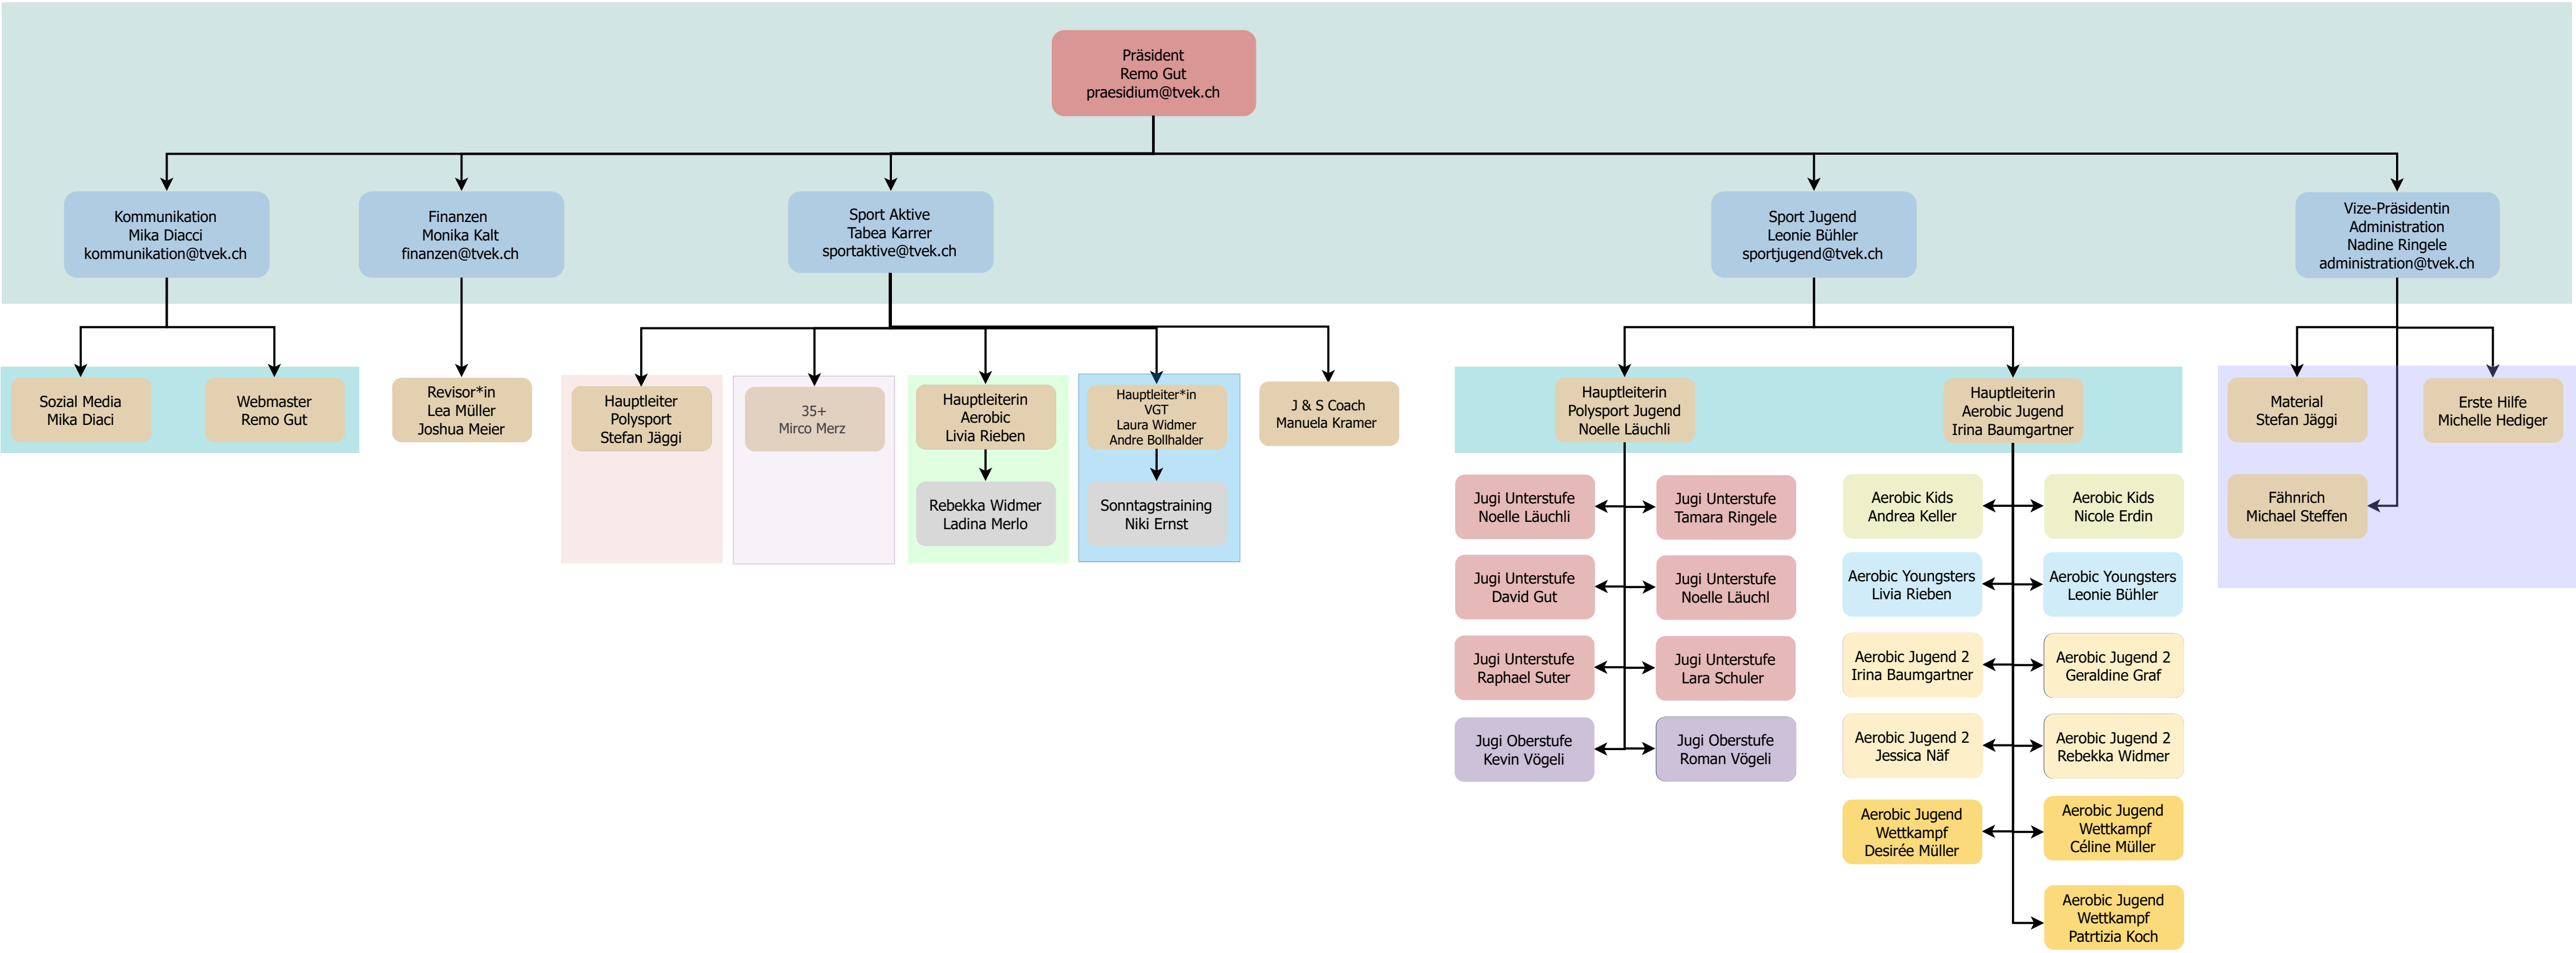 Präsident
Remo Gut
praesidium@tvek.ch
Kommunikation
Mika Diacci
kommunikation@tvek.ch
Finanzen
Monika Kalt
finanzen@tvek.ch
Sport Aktive
Tabea Karrer
sportaktive@tvek.ch
Sport Jugend
Leonie Bühler
sportjugend@tvek.ch
Vize-Präsidentin
Administration
Nadine Ringele
administration@tvek.ch
Sozial Media
Mika Diaci
Webmaster
Remo Gut
Revisor*in
Lea Müller
Joshua Meier
Hauptleiter
Polysport
Stefan Jäggi
35+
Mirco Merz
Hauptleiterin
Aerobic
Livia Rieben
Hauptleiter*in
VGT
Laura Widmer
Andre Bollhalder
J & S Coach
Manuela Kramer
Hauptleiterin
Polysport Jugend
Noelle Läuchli
Hauptleiterin
Aerobic Jugend
Irina Baumgartner
Material
Stefan Jäggi
Erste Hilfe
Michelle Hediger
Rebekka Widmer
Ladina Merlo
Sonntagstraining
Niki Ernst
Jugi Unterstufe
Noelle Läuchli
Jugi Unterstufe
Tamara Ringele
Aerobic Kids
Andrea Keller
Aerobic Kids
Nicole Erdin
Fähnrich
Michael Steffen
Jugi Unterstufe
David Gut
Jugi Unterstufe
Noelle Läuchl
Aerobic Youngsters
Livia Rieben
Aerobic Youngsters
Leonie Bühler
Jugi Unterstufe
Raphael Suter
Jugi Unterstufe
Lara Schuler
Aerobic Jugend 2
Irina Baumgartner
Aerobic Jugend 2
Geraldine Graf
Jugi Oberstufe
Kevin Vögeli
Jugi Oberstufe
Roman Vögeli
Aerobic Jugend 2
Jessica Näf
Aerobic Jugend 2
Rebekka Widmer
Aerobic Jugend
Wettkampf
Desirée Müller
Aerobic Jugend
Wettkampf
Céline Müller
Aerobic Jugend
Wettkampf
Patrtizia Koch